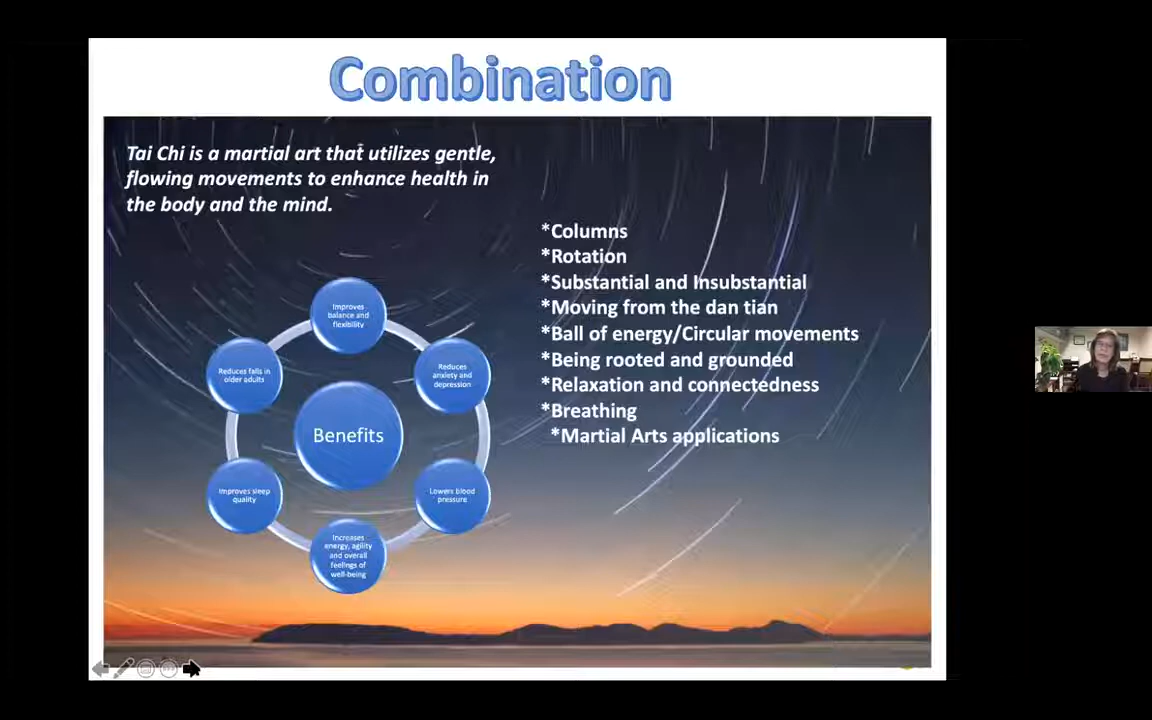 Combination
Tai Chi is a martial art that utilizes gentle,
flowing movements to enhance health in
the body and the mind.
*Columns
*Rotation
*Substantial and Insubstantial
*Moving from the dan tian
*Ball of energy/Circular movements
*Being rooted and grounded
*Relaxation and connectedness
*Breathing
*Martial Arts applications
Benefits
Improves
balance and
flexibility
Reduces
anxiety and
depression
Lowers blood
pressure
Increases
energy, agility
and overall
feelings of
well-being
Improves sleep
quality
Reduces falls in
older adults